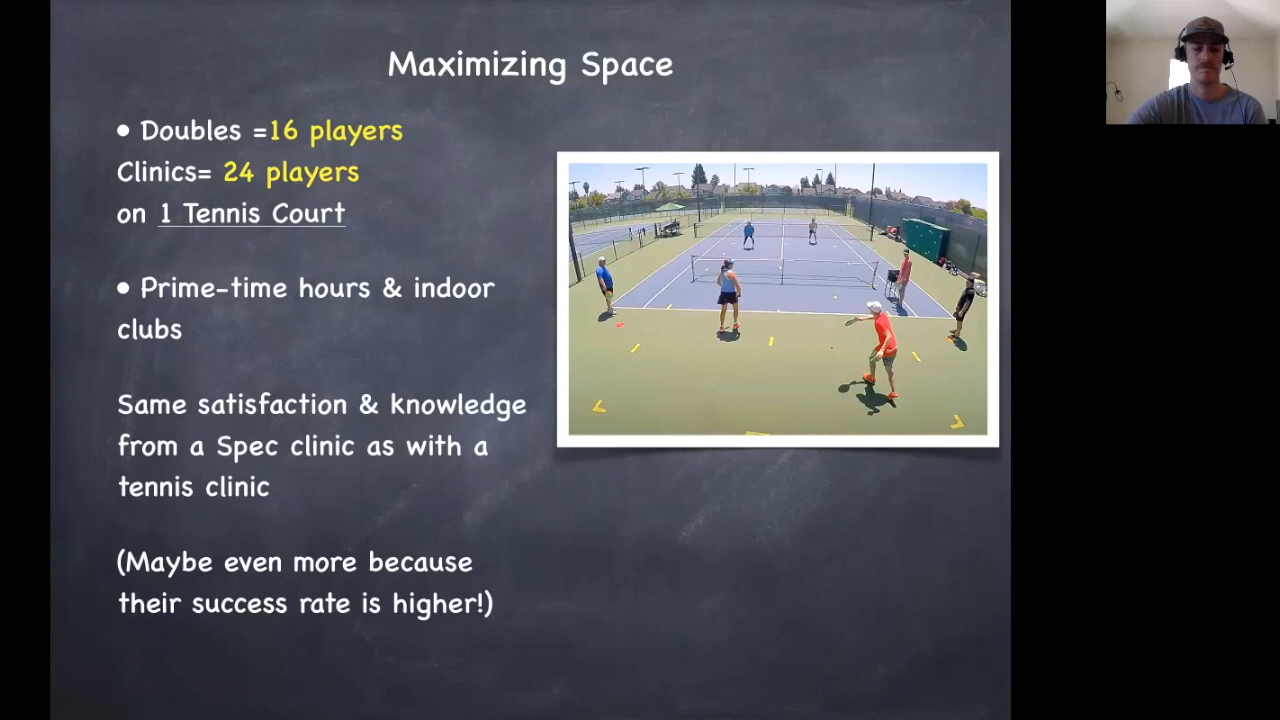 Maximizing Space
• Doubles =16 players
Clinics= 24 players
on 1 Tennis Court
• Prime-time hours & indoor
clubs
Same satisfaction & knowledge
from a Spec clinic as with a
tennis clinic
(Maybe even more because
their success rate is higher!)